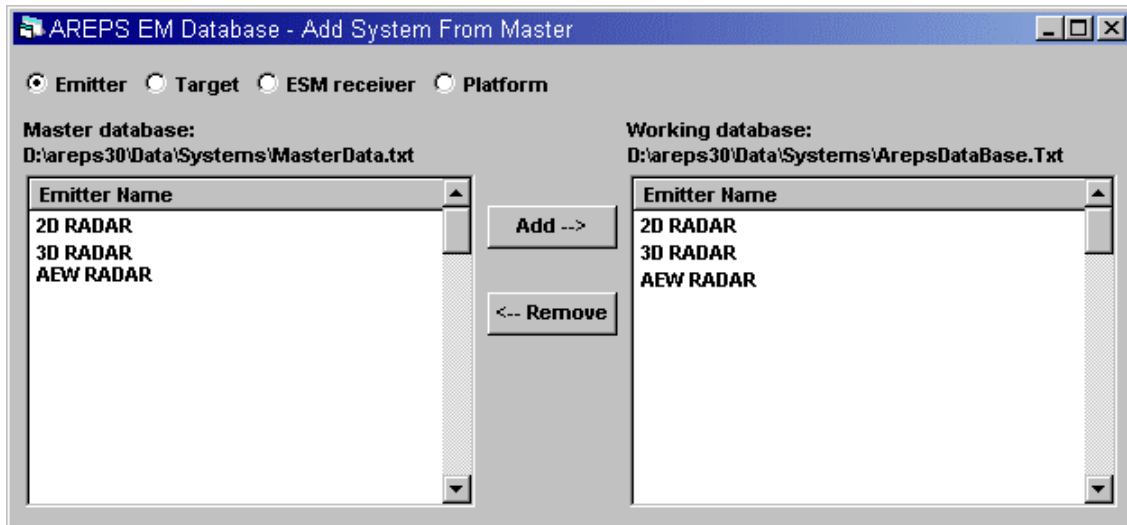 AREPS EM Database - Add System From Master
Emitter Target ESM receiver Platform
Master database:
D:\areps30\Data\Systems\MasterData.txt
Emitter Name
2D RADAR
3D RADAR
AEW RADAR
Add -->
<-- Remove
Working database:
D:\areps30\Data\Systems\ArepsDataBase.Txt
Emitter Name
2D RADAR
3D RADAR
AEW RADAR